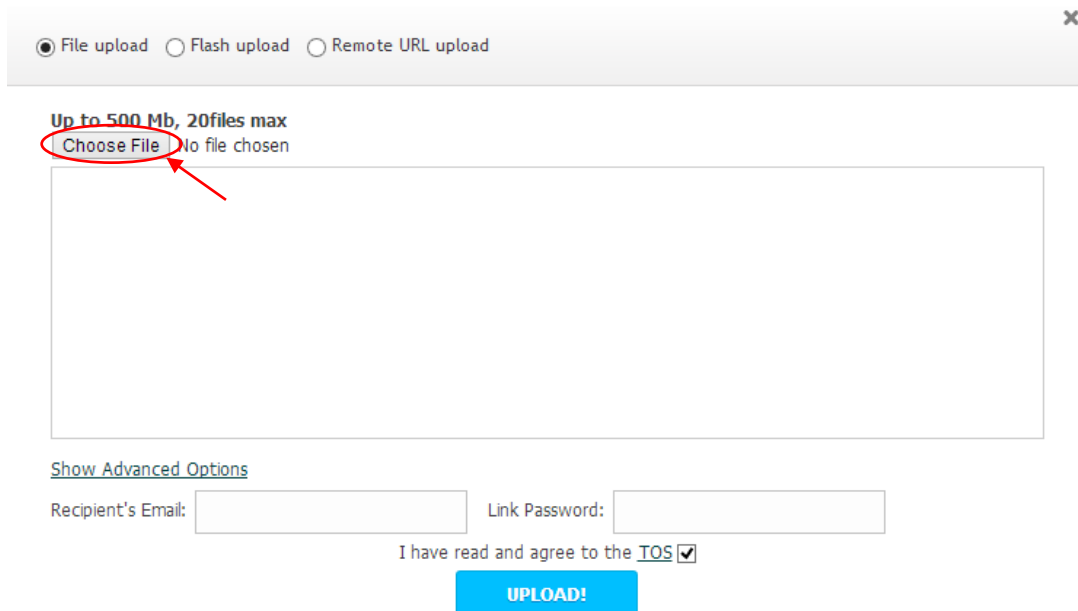 File upload Flash upload Remote URL upload
Up to 500 Mb, 20files max
Choose File No file chosen
Show Advanced Options
Recipient's Email: Link Password:
I have read and agree to the TOS
UPLOAD!